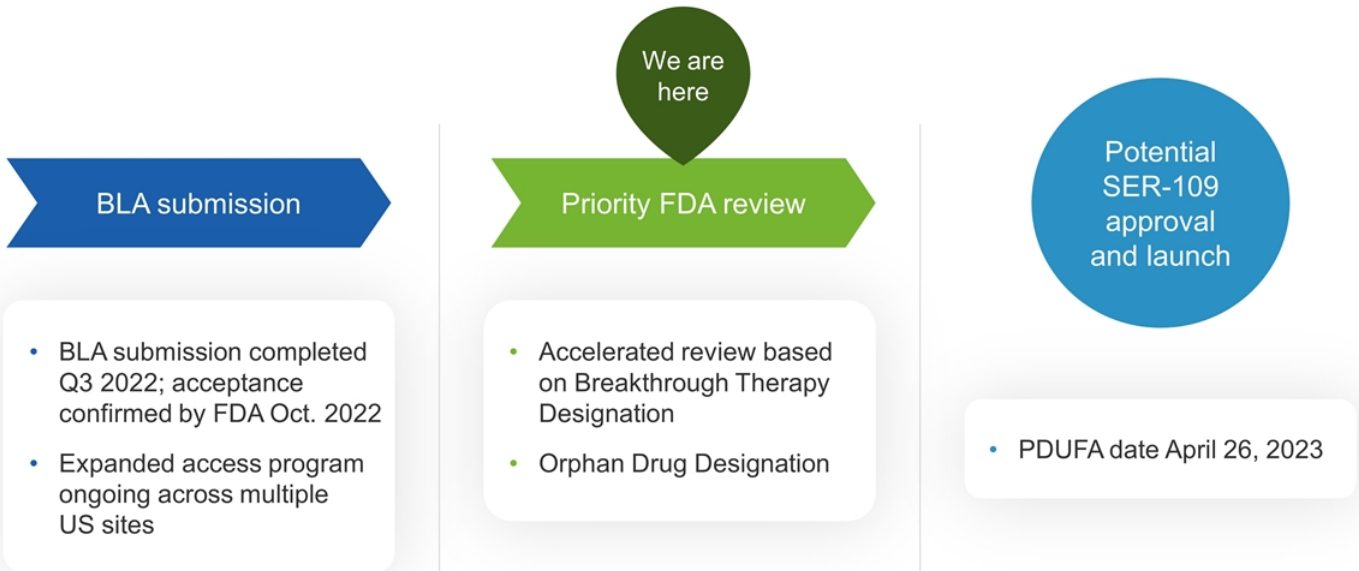 We are
here
BLA submission
Priority FDA review
Potential
SER-109
approval
and launch
• BLA submission completed
Q3 2022; acceptance
confirmed by FDA Oct. 2022
• Expanded access program
ongoing across multiple
US sites
• Accelerated review based
on Breakthrough Therapy
Designation
• Orphan Drug Designation
• PDUFA date April 26, 2023